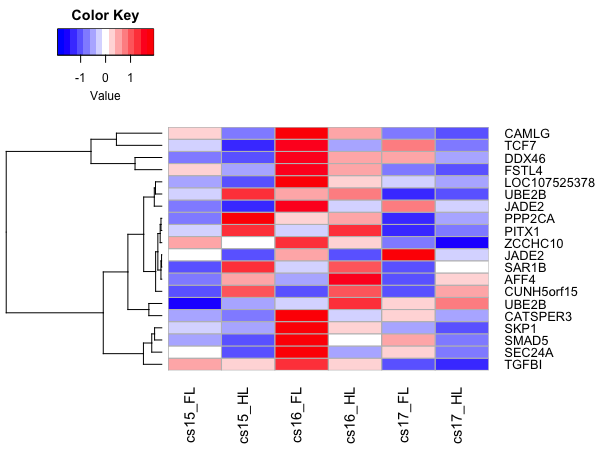 Color Key
-1 0 1
Value
CAMLG
TCF7
DDX46
FSTL4
LOC107525378
UBE2B
JADE2
PPP2CA
PITX1
ZCCHC10
JADE2
SAR1B
AFF4
CUNH5orf15
UBE2B
CATSPER3
SKP1
SMAD5
SEC24A
TGFBI
cs15_FL
cs15_HL
cs16_FL
cs16_HL
cs17_FL
cs17_HL